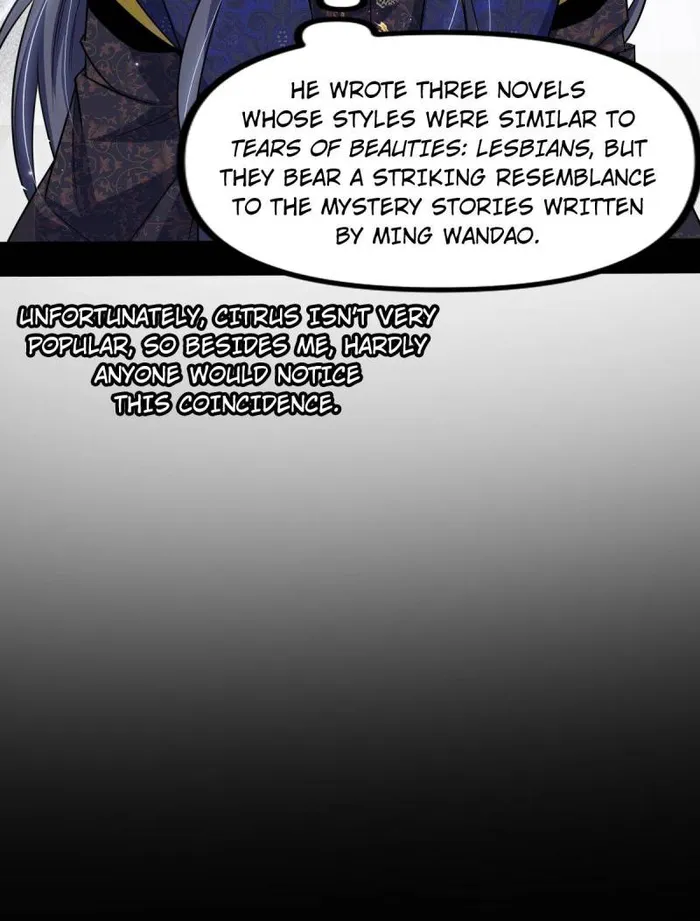 HE WROTE THREE NOVELS
WHOSE STYLES WERE SIMILAR TO
TEARS OF BEAUTIES: LESBIANS, BUT
THEY BEAR A STRIKING RESEMBLANCE
TO THE MYSTERY STORIES WRITTEN
BY MING WANDAO.
UNFORTUNATELY, CITRUS ISN'T VERY
POPULAR, SO BESIDES ME, HARDLY
ANYONE WOULD NOTICE
THIS COINCIDENCE.